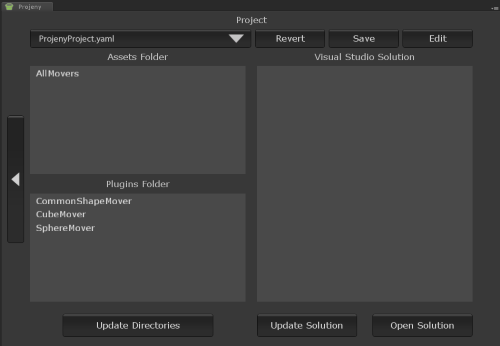 Projeny
Project
ProjenyProject.yaml
Revert
Save
Edit
Assets Folder
Visual Studio Solution
AllMovers
Plugins Folder
CommonShapeMover
CubeMover
SphereMover
Update Directories
Update Solution
Open Solution